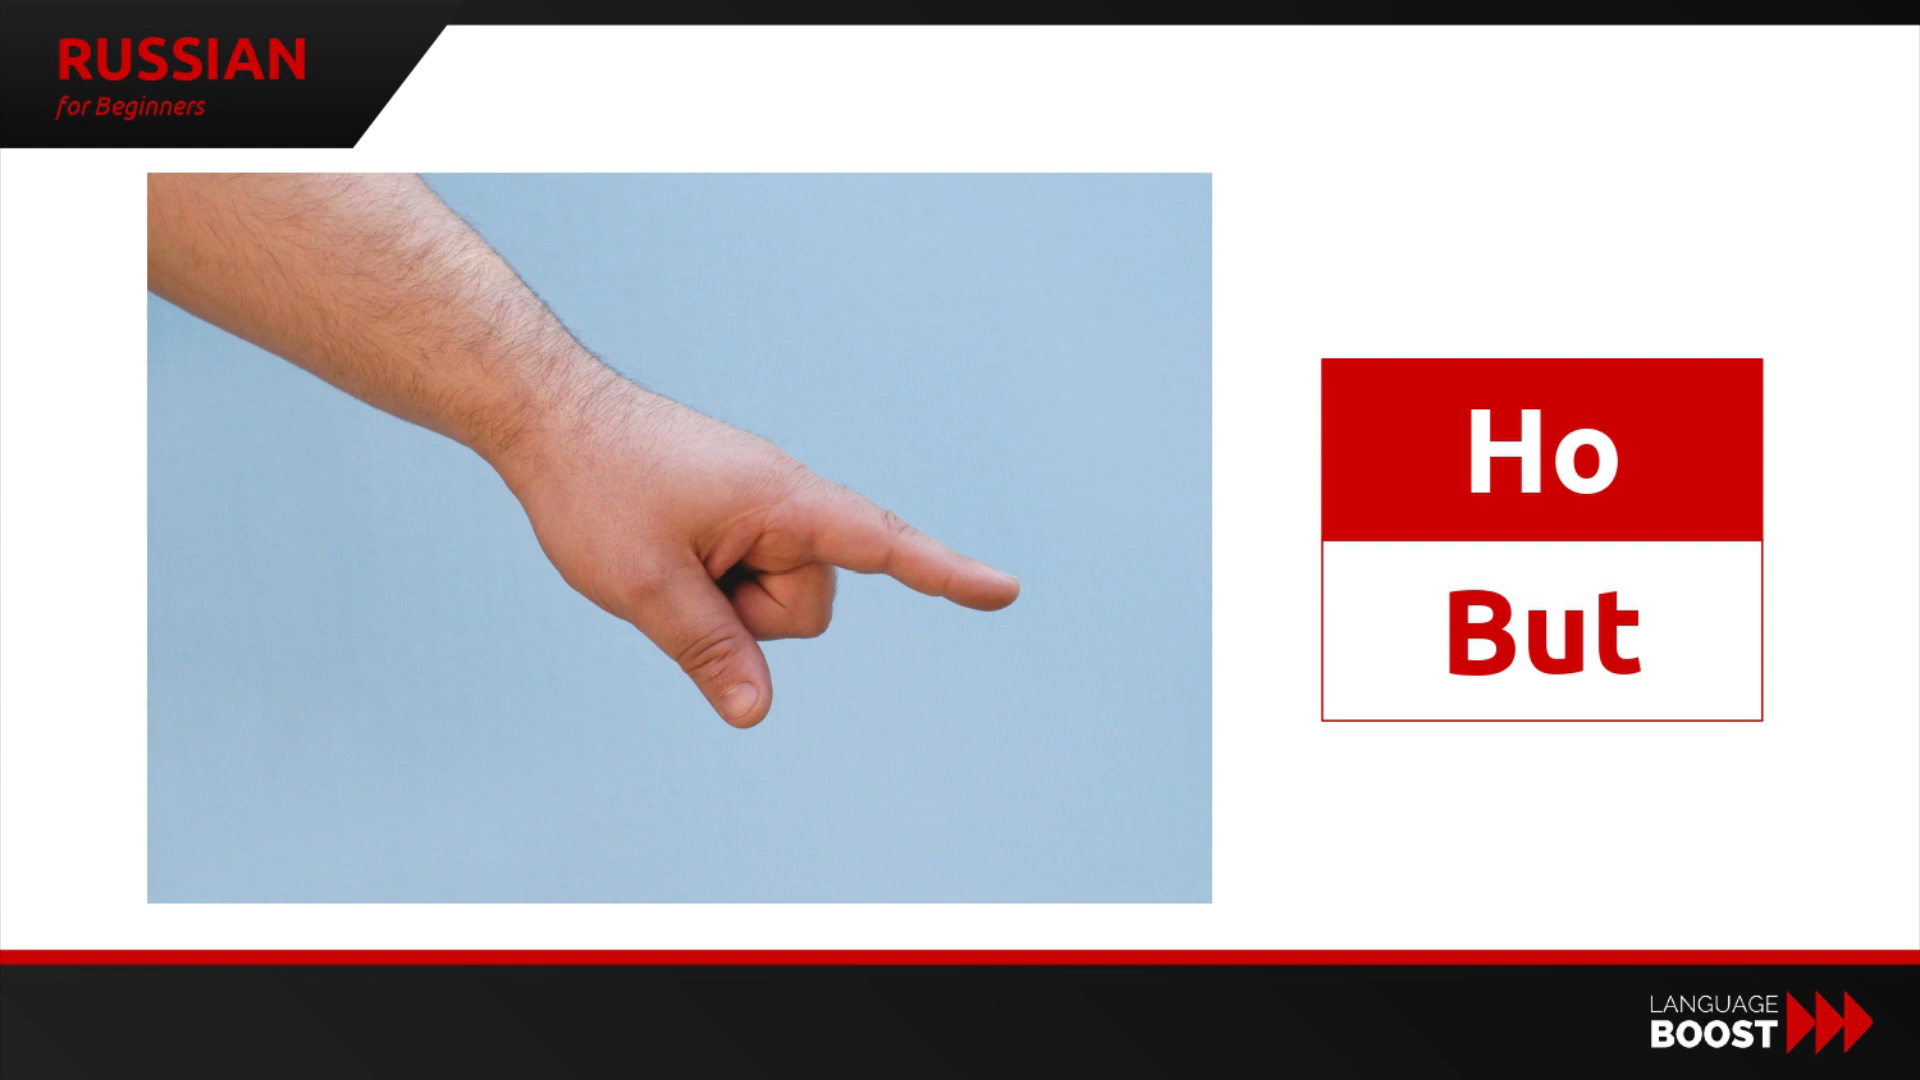 RUSSIAN
for Beginners
Но
But
LANGUAGE
BOOST